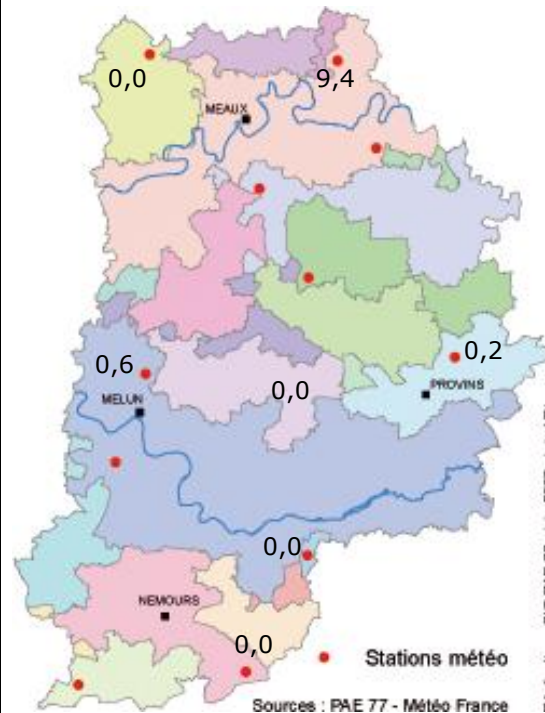 0,0
9,4
MEAUX
0,6
0,2
0,0
PROVINS
MELUN
0,0
NEMOURS
0,0
Stations météo
Sources : PAE 77 - Météo France